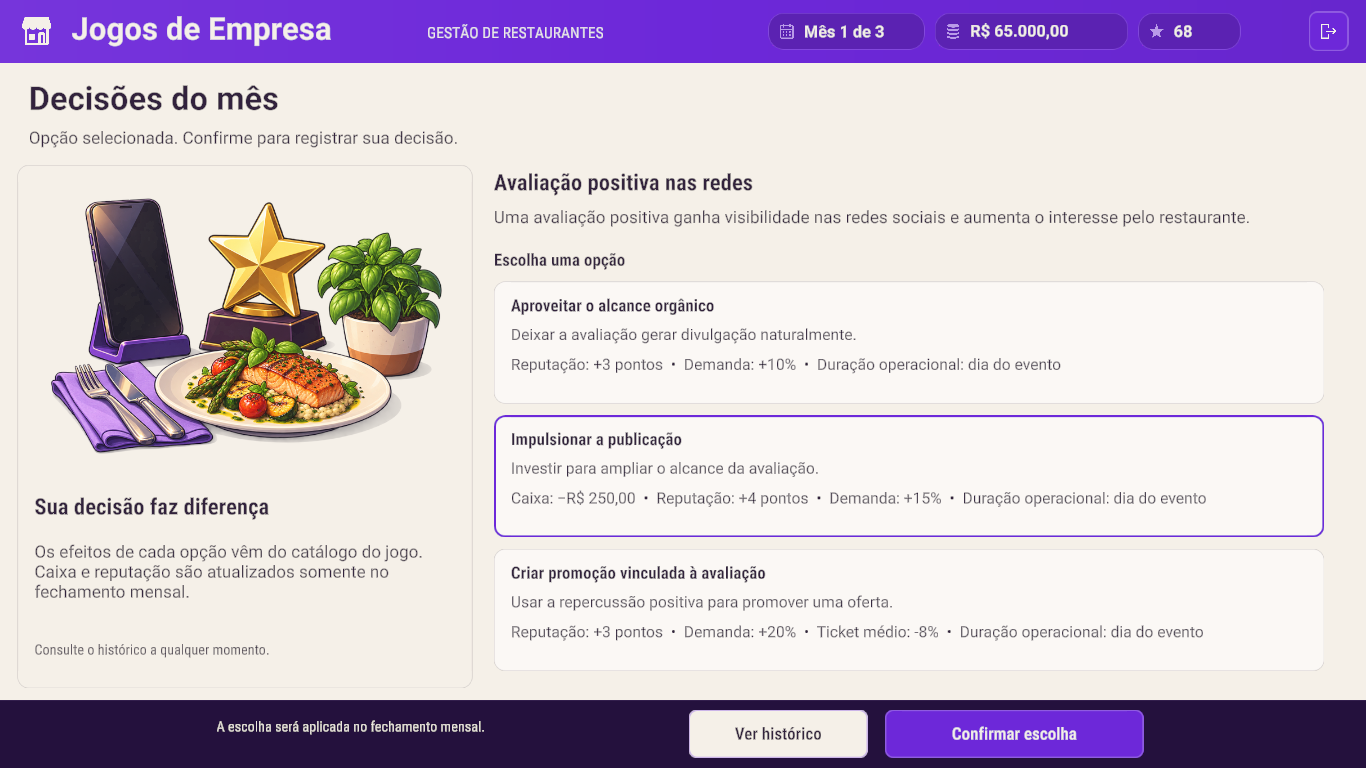 Jogos de Empresa
GESTÃO DE RESTAURANTES
Mês 1 de 3
R$ 65.000,00
68
Decisões do mês
Opção selecionada. Confirme para registrar sua decisão.
Sua decisão faz diferença
Os efeitos de cada opção vêm do catálogo do jogo.
Caixa e reputação são atualizados somente no
fechamento mensal.
Consulte o histórico a qualquer momento.
Avaliação positiva nas redes
Uma avaliação positiva ganha visibilidade nas redes sociais e aumenta o interesse pelo restaurante.
Escolha uma opção
Aproveitar o alcance orgânico
Deixar a avaliação gerar divulgação naturalmente.
Reputação: +3 pontos • Demanda: +10% • Duração operacional: dia do evento
Impulsionar a publicação
Investir para ampliar o alcance da avaliação.
Caixa: −R$ 250,00 • Reputação: +4 pontos • Demanda: +15% • Duração operacional: dia do evento
Criar promoção vinculada à avaliação
Usar a repercussão positiva para promover uma oferta.
Reputação: +3 pontos • Demanda: +20% • Ticket médio: -8% • Duração operacional: dia do evento
A escolha será aplicada no fechamento mensal.
Ver histórico
Confirmar escolha